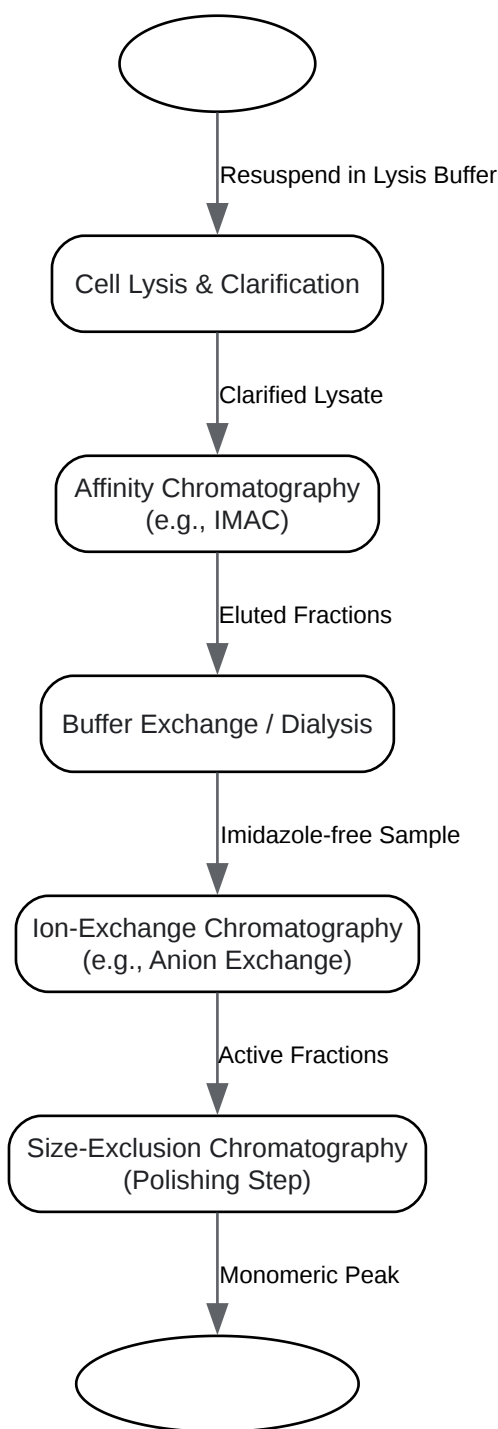 Resuspend in Lysis Buffer
Cell Lysis & Clarification
Clarified Lysate
Affinity Chromatography
(e.g., IMAC)
Eluted Fractions
Buffer Exchange / Dialysis
Imidazole-free Sample
Ion-Exchange Chromatography
(e.g., Anion Exchange)
Active Fractions
Size-Exclusion Chromatography
(Polishing Step)
Monomeric Peak